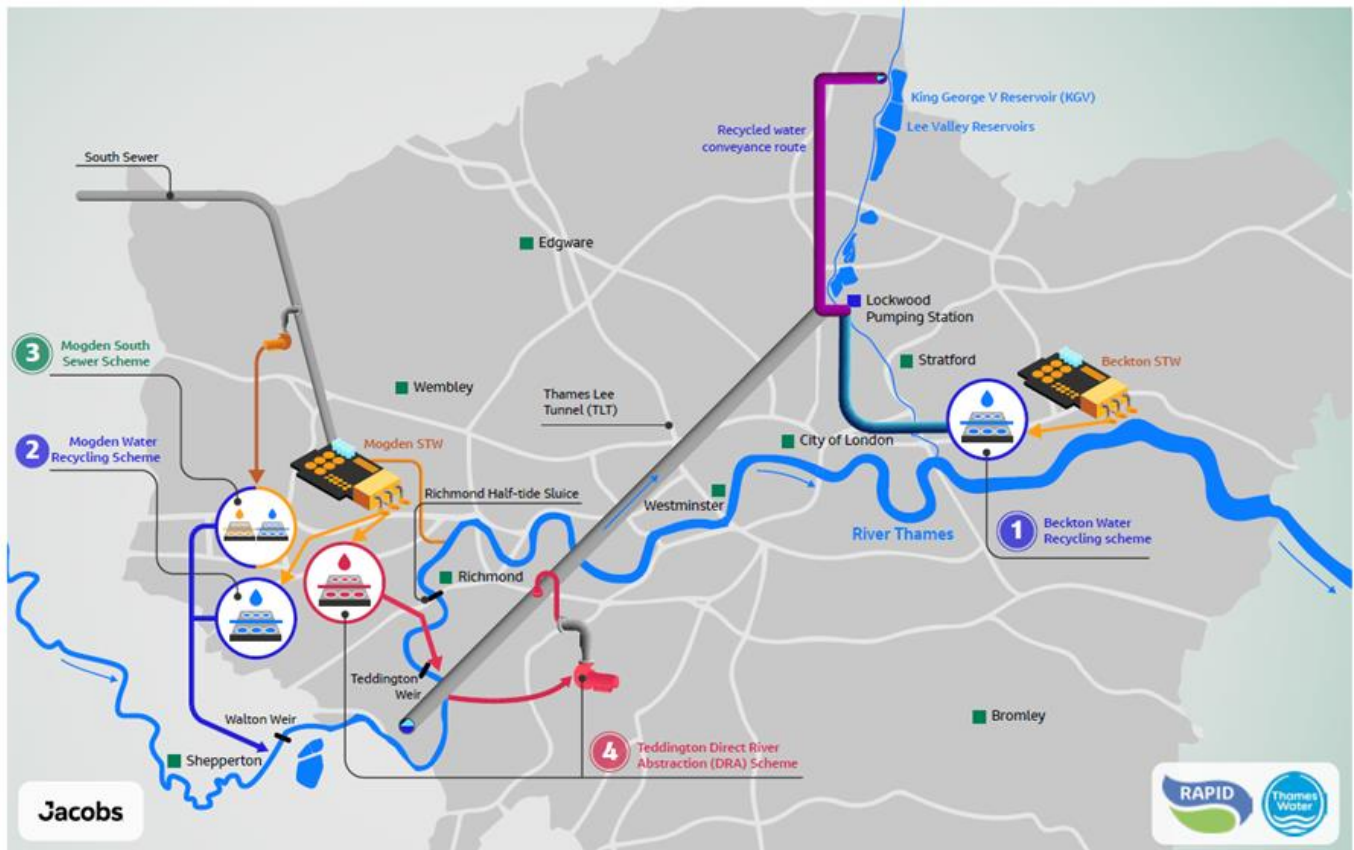 King George V Reservoir (KGV)
Lee Valley Reservoirs
Recycled water
conveyance route
South Sewer
Edgware
Lockwood
Pumping Station
3
Mogden South
Sewer Scheme
Stratford
Beckton STW
Wembley
Thames Lee
Tunnel (TLT)
2
Mogden Water
Recycling Scheme
Mogden STW
City of London
Richmond Half-tide Sluice
Westminster
River Thames
1
Beckton Water
Recycling scheme
Richmond
Teddington
Weir
Walton Weir
Bromley
Shepperton
4
Teddington Direct River
Abstraction (DRA) Scheme
Jacobs
RAPID
Thames
Water